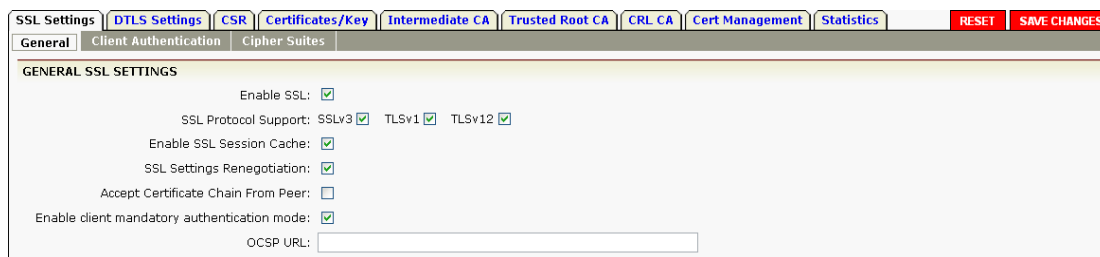 SSL Settings DTLS Settings CSR Certificates/Key Intermediate CA Trusted Root CA CRL CA Cert Management Statistics RESET SAVE CHANGES
General Client Authentication Cipher Suites
GENERAL SSL SETTINGS
Enable SSL:
SSL Protocol Support: SSLv3 TLSv1 TLSv12
Enable SSL Session Cache:
SSL Settings Renegotiation:
Accept Certificate Chain From Peer:
Enable client mandatory authentication mode:
OCSP URL: